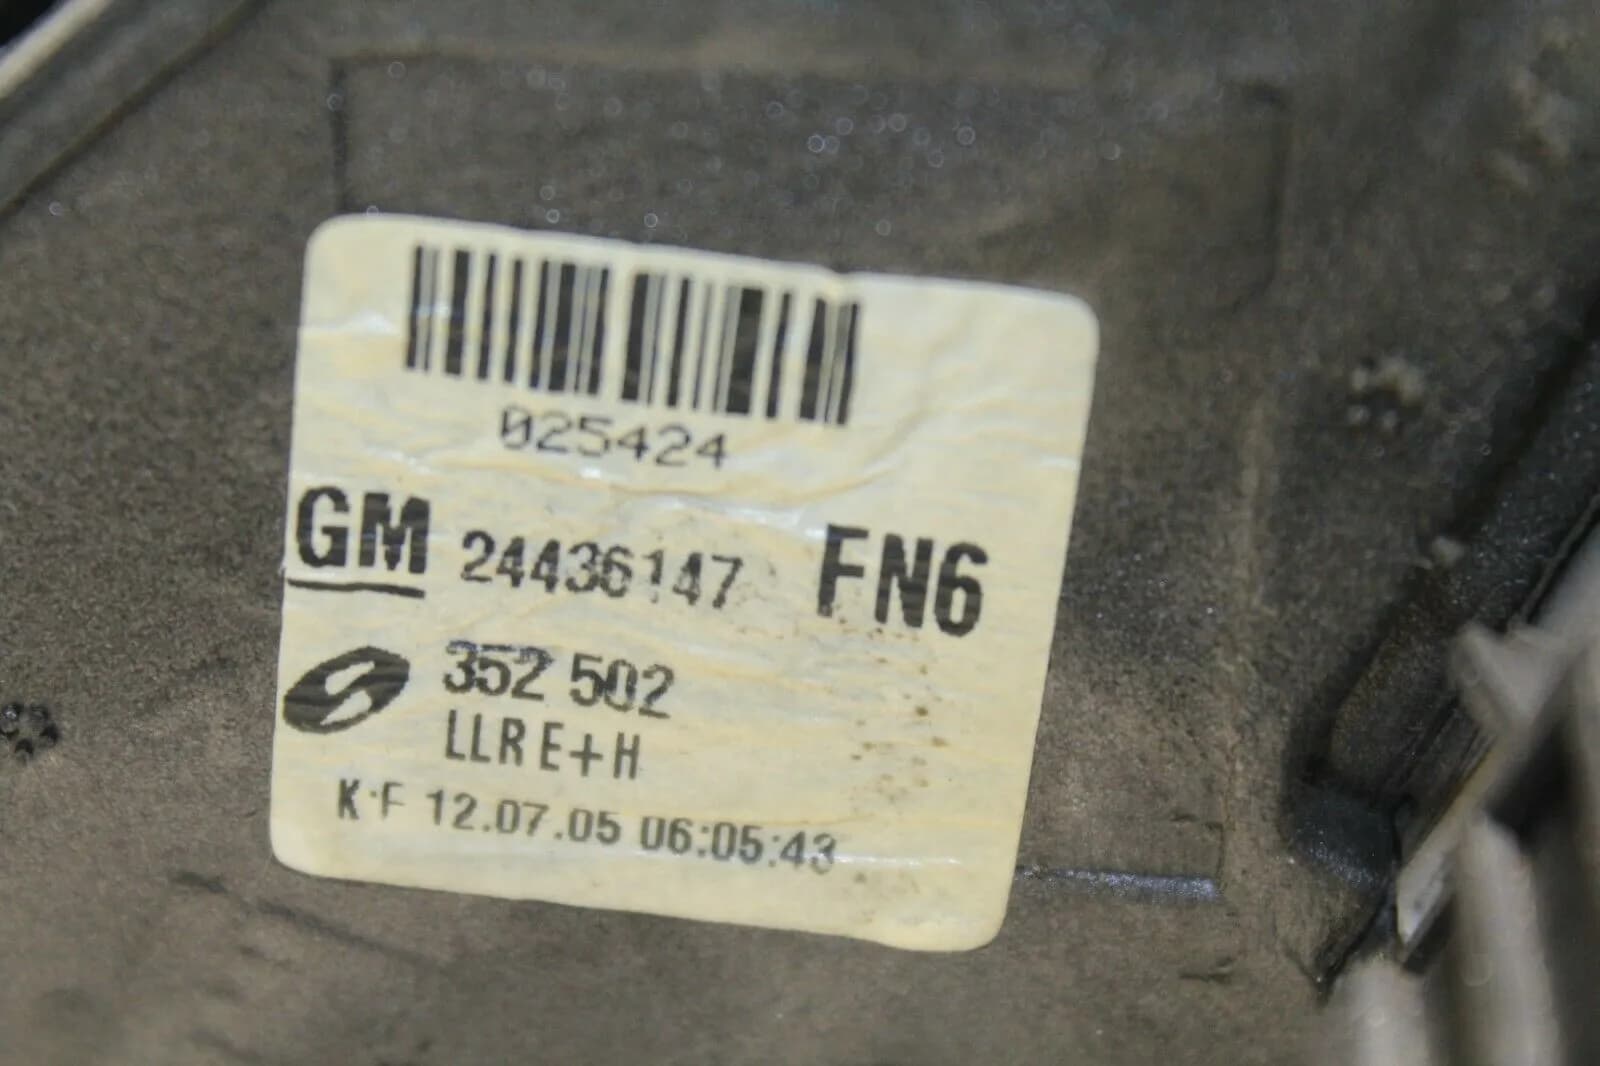 025424
GM 24436147 FN6
352 502
LLR E+H
K·F 12.07.05 06:05:43